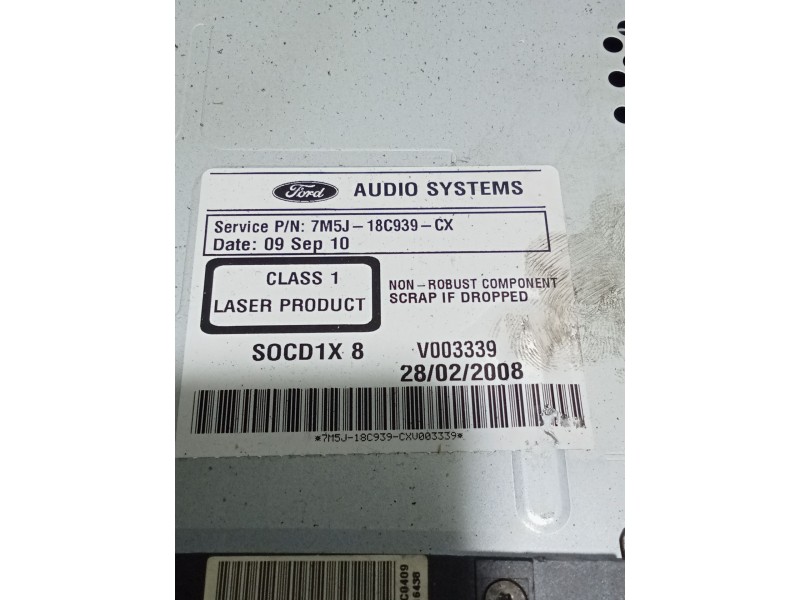 Ford AUDIO SYSTEMS
Service P/N: 7M5J-18C939-CX
Date: 09 Sep 10
CLASS 1
LASER PRODUCT
NON-ROBUST COMPONENT
SCRAP IF DROPPED
SOCD1X 8
V003339
28/02/2008
*7M5J-18C939-CXV003339*